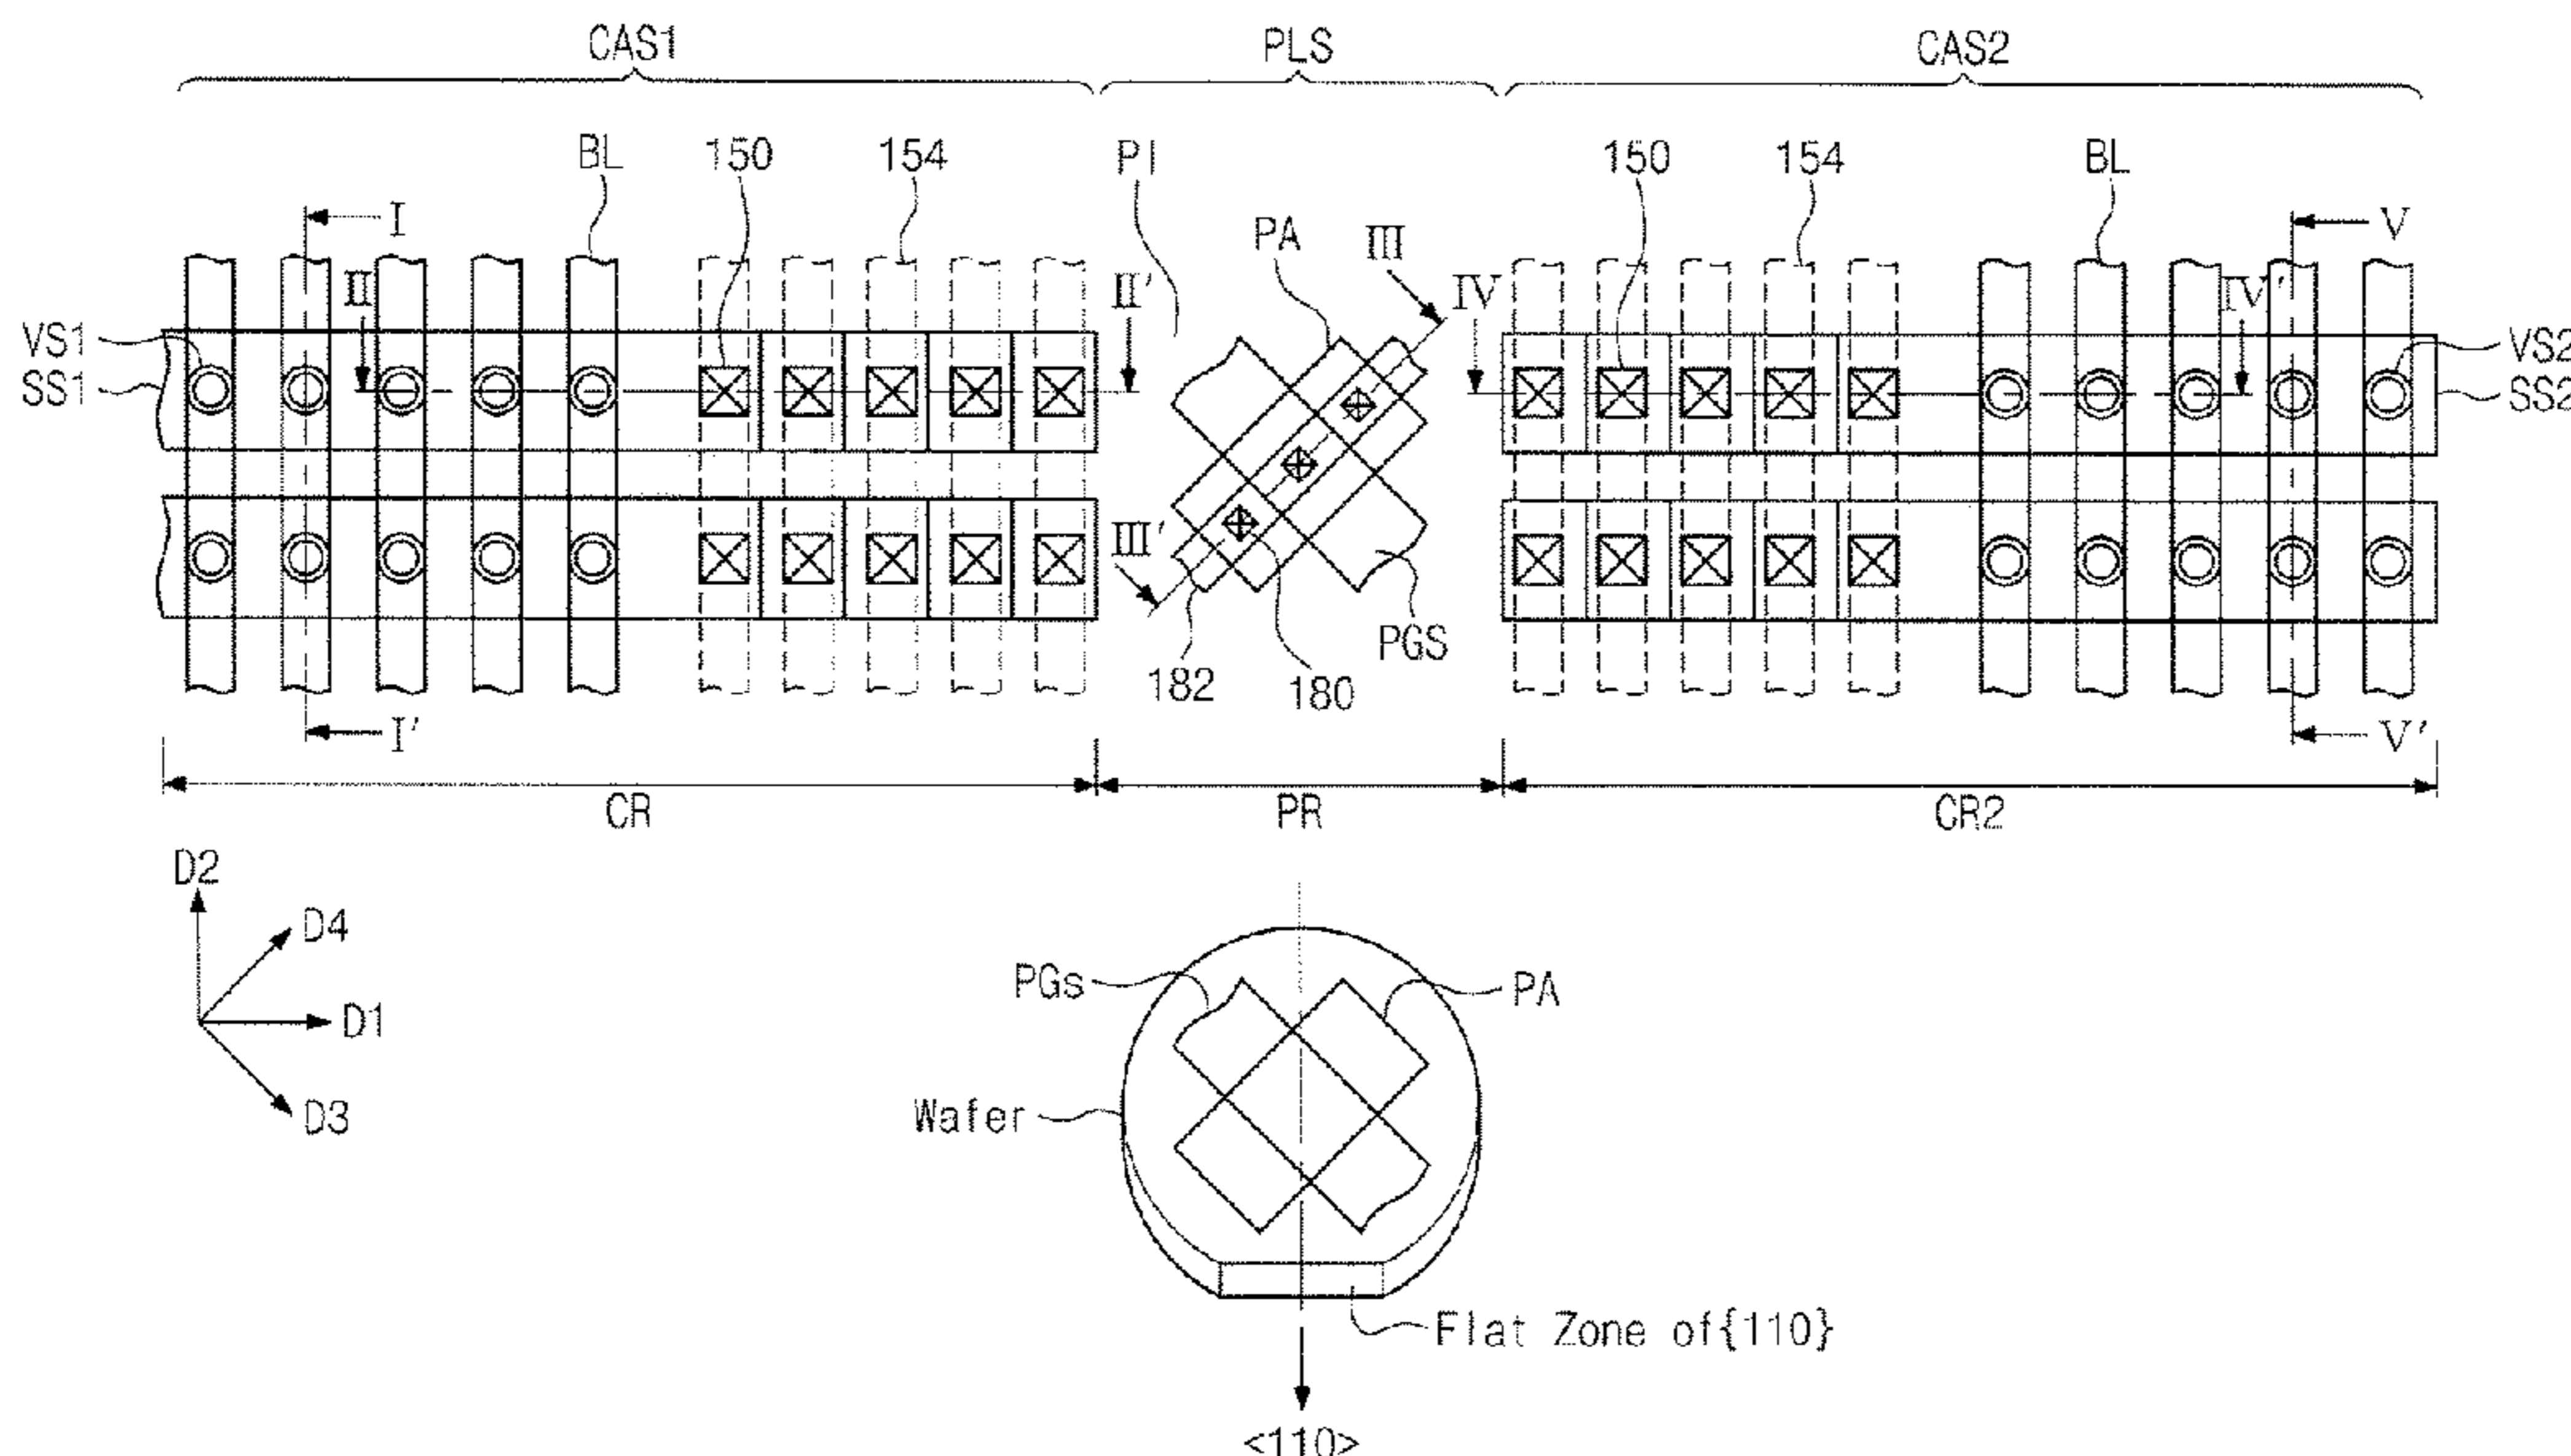 CAS1 PLS CAS2
BL 150 154 PI 150 154 BL
I PA III V
II II' IV IV'
VS1 VS2
SS1 SS2
III'
PGS
182 180
I' V'
CR PR CR2
D2
D4
PGs PA
D1
Wafer
D3
Flat Zone of{110}
<110>